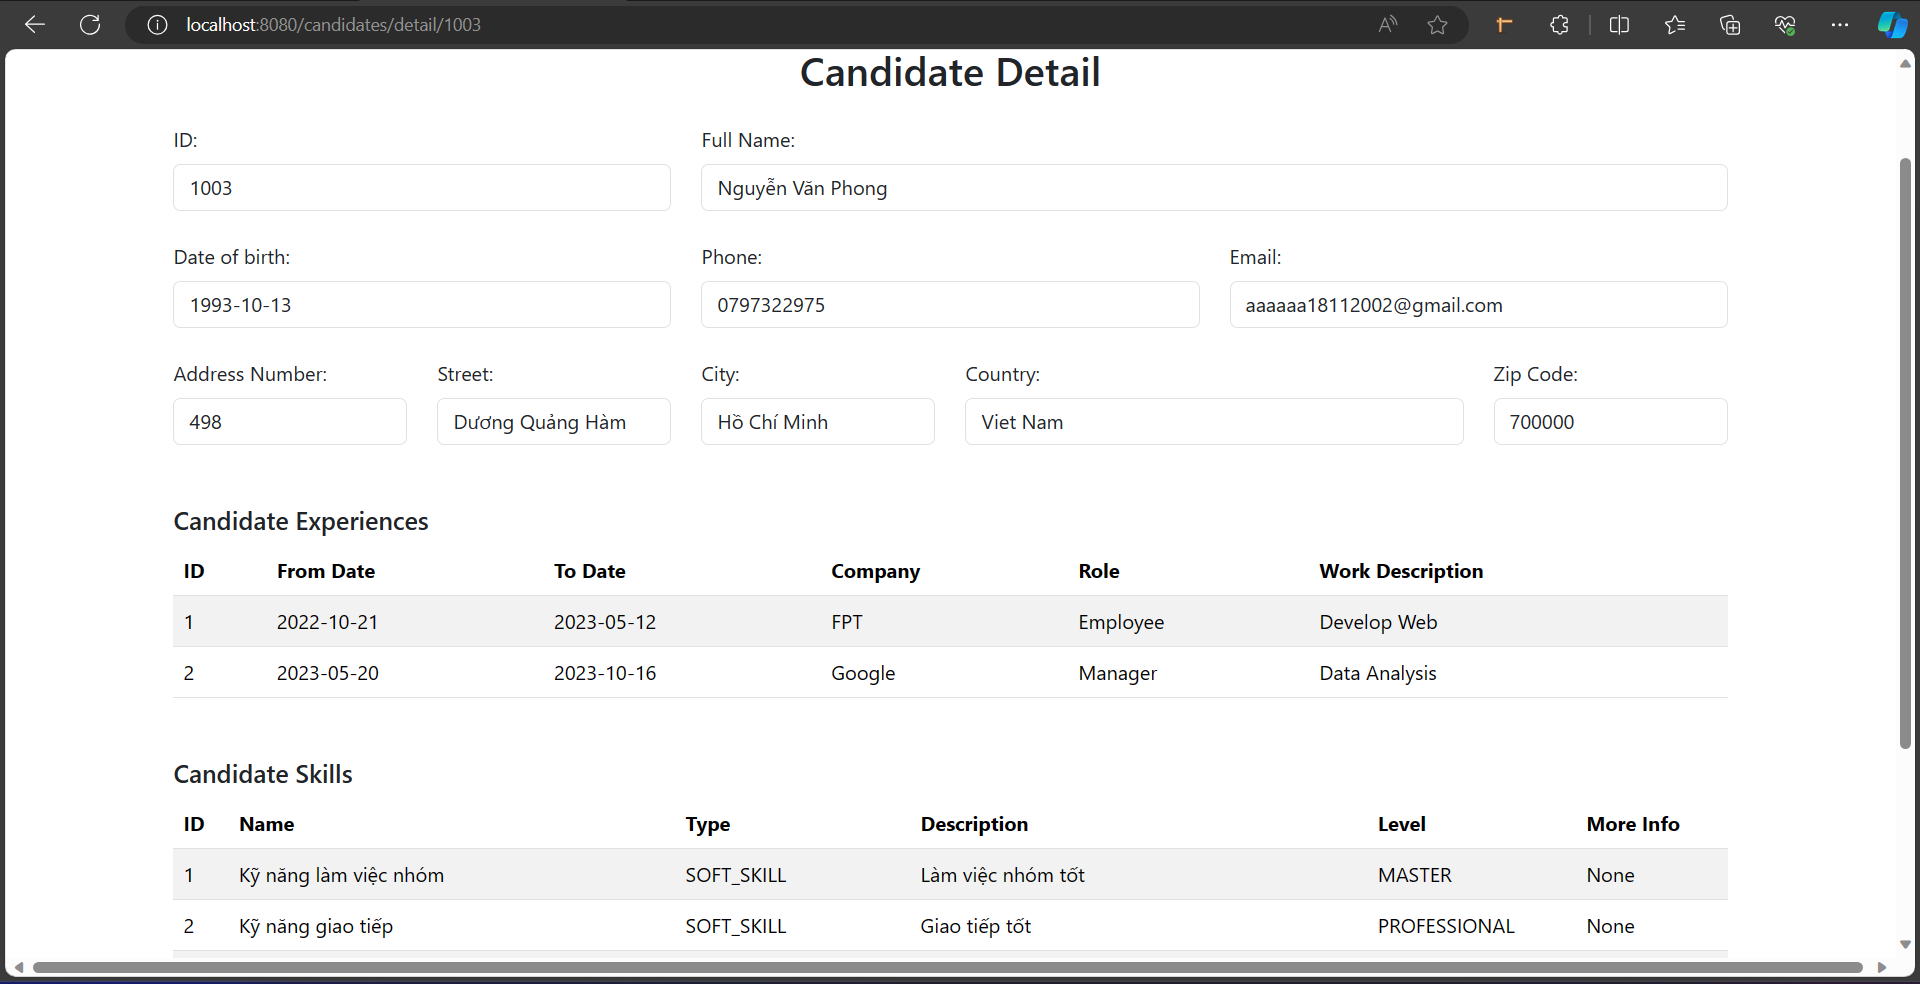 localhost:8080/candidates/detail/1003
Candidate Detail
ID: Full Name:
1003 Nguyễn Văn Phong
Date of birth: Phone: Email:
1993-10-13 0797322975 aaaaaa18112002@gmail.com
Address Number: Street: City: Country: Zip Code:
498 Dương Quảng Hàm Hồ Chí Minh Viet Nam 700000
Candidate Experiences
ID From Date To Date Company Role Work Description
1 2022-10-21 2023-05-12 FPT Employee Develop Web
2 2023-05-20 2023-10-16 Google Manager Data Analysis
Candidate Skills
ID Name Type Description Level More Info
1 Kỹ năng làm việc nhóm SOFT_SKILL Làm việc nhóm tốt MASTER None
2 Kỹ năng giao tiếp SOFT_SKILL Giao tiếp tốt PROFESSIONAL None